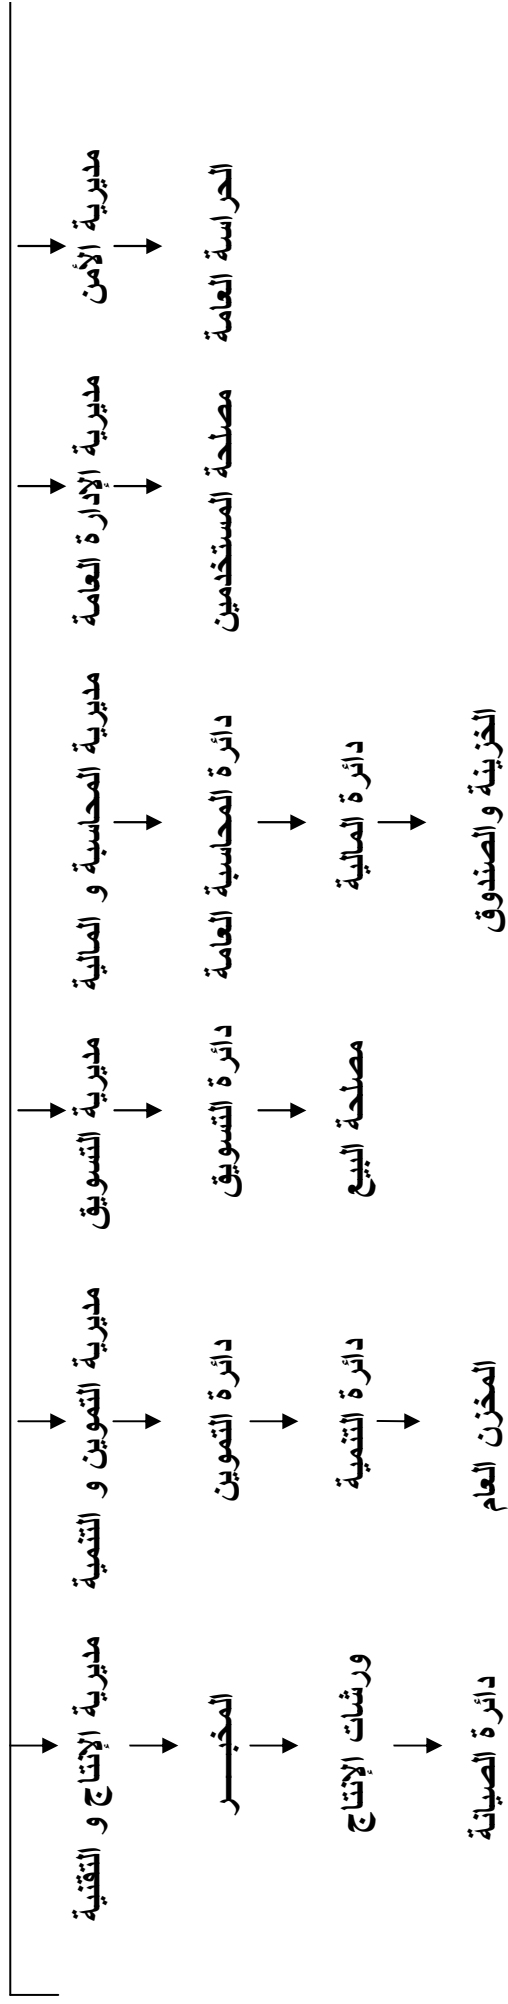 مديرية الأمن
الحراسة العامة
مديرية الإدارة العامة
مصلحة المستخدمين
مديرية المحاسبة و المالية
دائرة المحاسبة العامة
دائرة المالية
الخزينة و الصندوق
مديرية التسويق
دائرة التسويق
مصلحة البيع
مديرية التموين و التنمية
دائرة التموين
دائرة التنمية
المخزن العام
مديرية الإنتاج و التقنية
المخبـــــر
ورشات الإنتاج
دائرة الصيانة